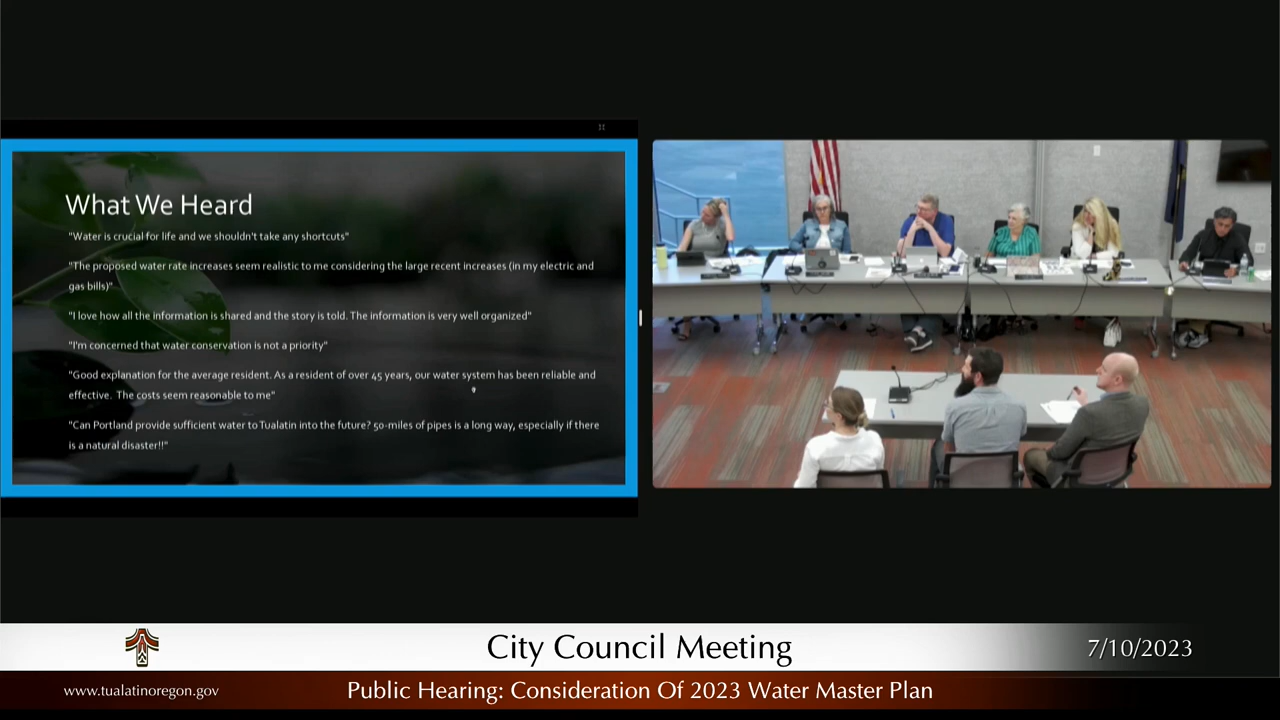 What We Heard
"Water is crucial for life and we shouldn't take any shortcuts"
"The proposed water rate increases seem realistic to me considering the large recent increases (in my electric and
gas bills)"
"I love how all the information is shared and the story is told. The information is very well organized"
"I'm concerned that water conservation is not a priority"
"Good explanation for the average resident. As a resident of over 45 years, our water system has been reliable and
effective. The costs seem reasonable to me"
"Can Portland provide sufficient water to Tualatin into the future? 50-miles of pipes is a long way, especially if there
is a natural disaster!!"
City Council Meeting
7/10/2023
www.tualatinoregon.gov
Public Hearing: Consideration Of 2023 Water Master Plan